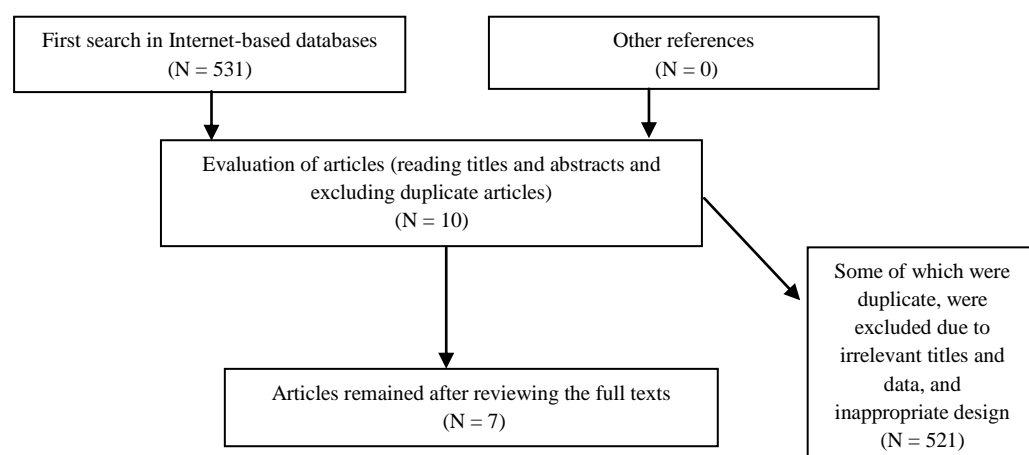 First search in Internet-based databases
(N = 531)
Other references
(N = 0)
Evaluation of articles (reading titles and abstracts and
excluding duplicate articles)
(N = 10)
Some of which were
duplicate, were
excluded due to
irrelevant titles and
data, and
inappropriate design
(N = 521)
Articles remained after reviewing the full texts
(N = 7)